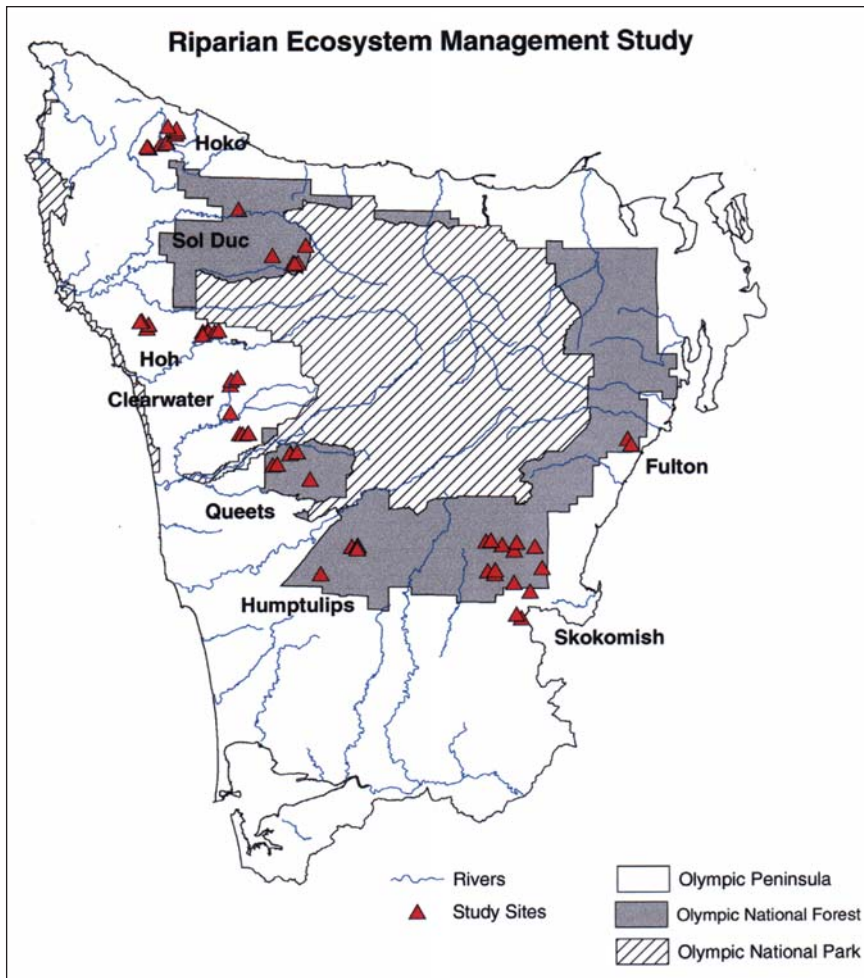 Riparian Ecosystem Management Study
Hoko
Sol Duc
Hoh
Clearwater
Queets
Fulton
Humptulips
Skokomish
Rivers
Study Sites
Olympic Peninsula
Olympic National Forest
Olympic National Park